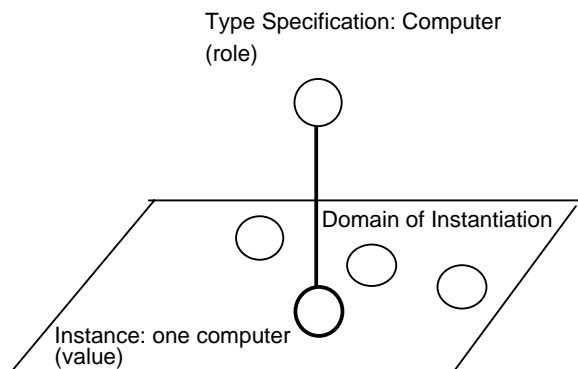 Type Specification: Computer
(role)
Domain of Instantiation
Instance: one computer
(value)